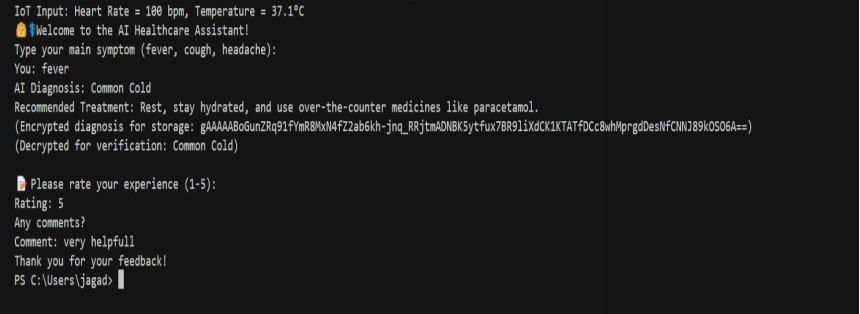 IoT Input: Heart Rate = 100 bpm, Temperature = 37.1°C
Welcome to the AI Healthcare Assistant!
Type your main symptom (fever, cough, headache):
You: fever
AI Diagnosis: Common Cold
Recommended Treatment: Rest, stay hydrated, and use over-the-counter medicines like paracetamol.
(Encrypted diagnosis for storage: gAAAAABoGunZRq91fYmR8MxN4fZ2ab6kh-jnq_RRjtmADNBK5ytfux7BR9liXdCK1KTATfDCc8whMprgdDesNfCNNJ89kOSO6A==)
(Decrypted for verification: Common Cold)
Please rate your experience (1-5):
Rating: 5
Any comments?
Comment: very helpfull
Thank you for your feedback!
PS C:\Users\jagad>